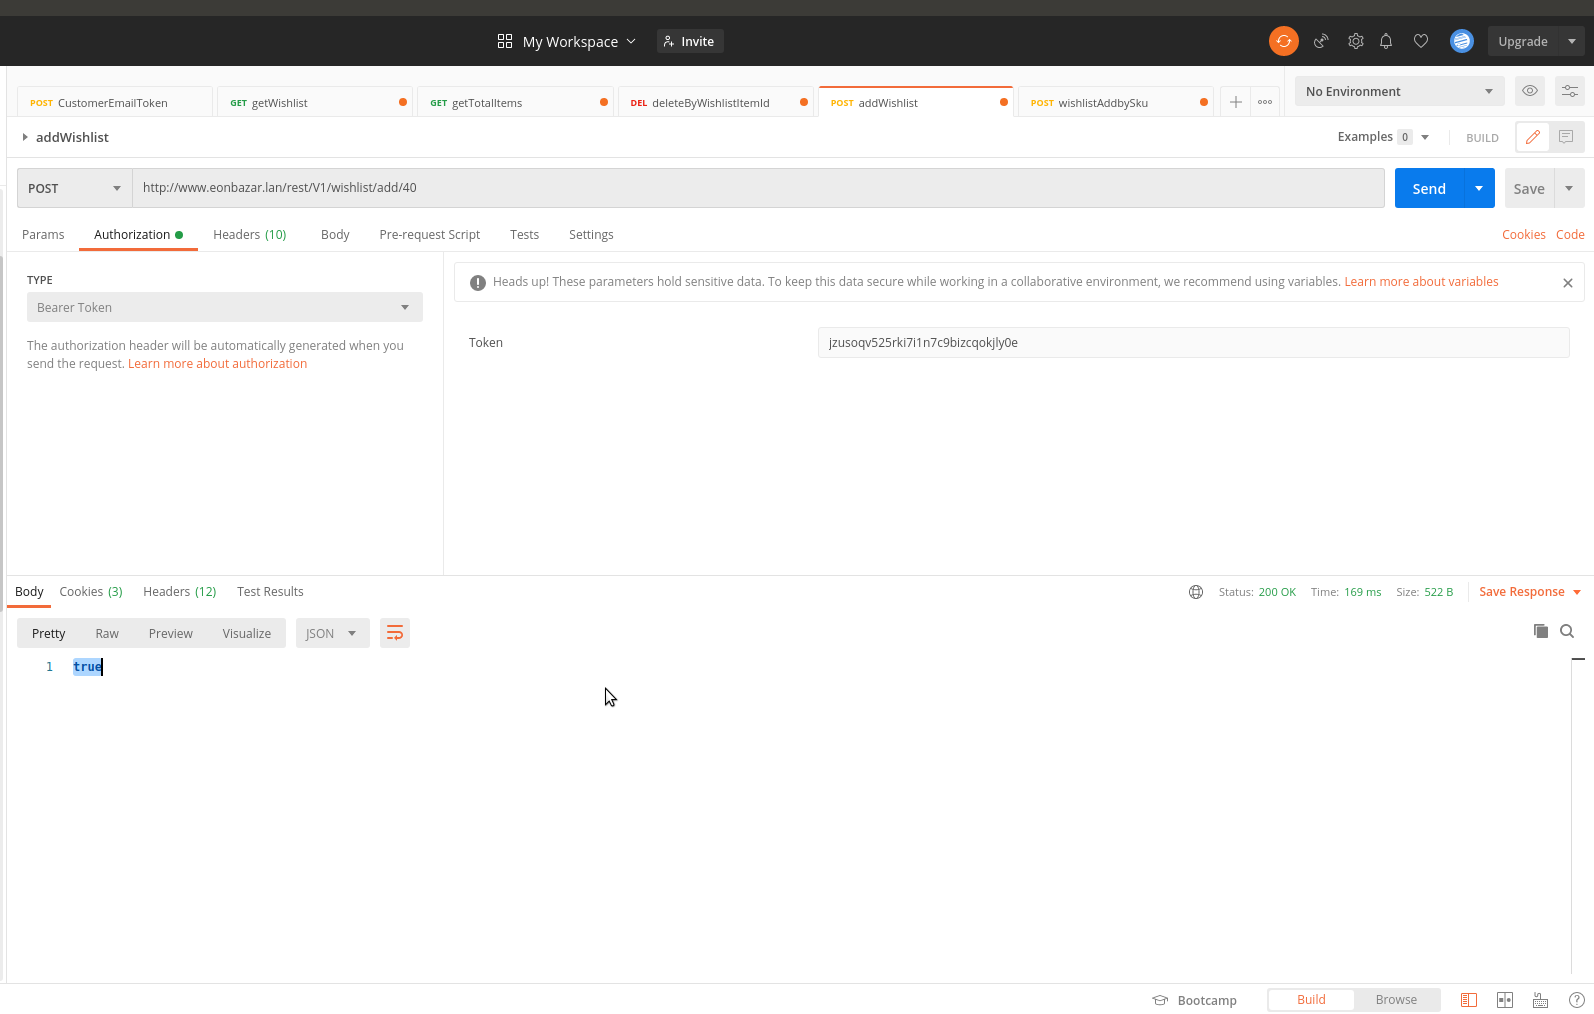 My Workspace Invite Upgrade
POST CustomerEmailToken GET getWishlist GET getTotalItems DEL deleteByWishlistItemId POST addWishlist POST wishlistAddbySku No Environment
addWishlist Examples 0 BUILD
POST http://www.eonbazar.lan/rest/V1/wishlist/add/40 Send Save
Params Authorization Headers (10) Body Pre-request Script Tests Settings Cookies Code
TYPE
Bearer Token
The authorization header will be automatically generated when you
send the request. Learn more about authorization
Heads up! These parameters hold sensitive data. To keep this data secure while working in a collaborative environment, we recommend using variables. Learn more about variables
Token jzusoqv525rki7i1n7c9bizcqokjly0e
Body Cookies (3) Headers (12) Test Results Status: 200 OK Time: 169 ms Size: 522 B Save Response
Pretty Raw Preview Visualize JSON
1 true
Bootcamp Build Browse